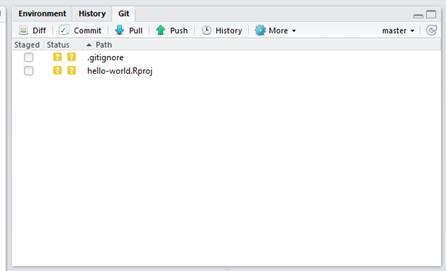 Environment History Git
Diff Commit Pull Push History More master
Staged Status Path
? ? .gitignore
? ? hello-world.Rproj